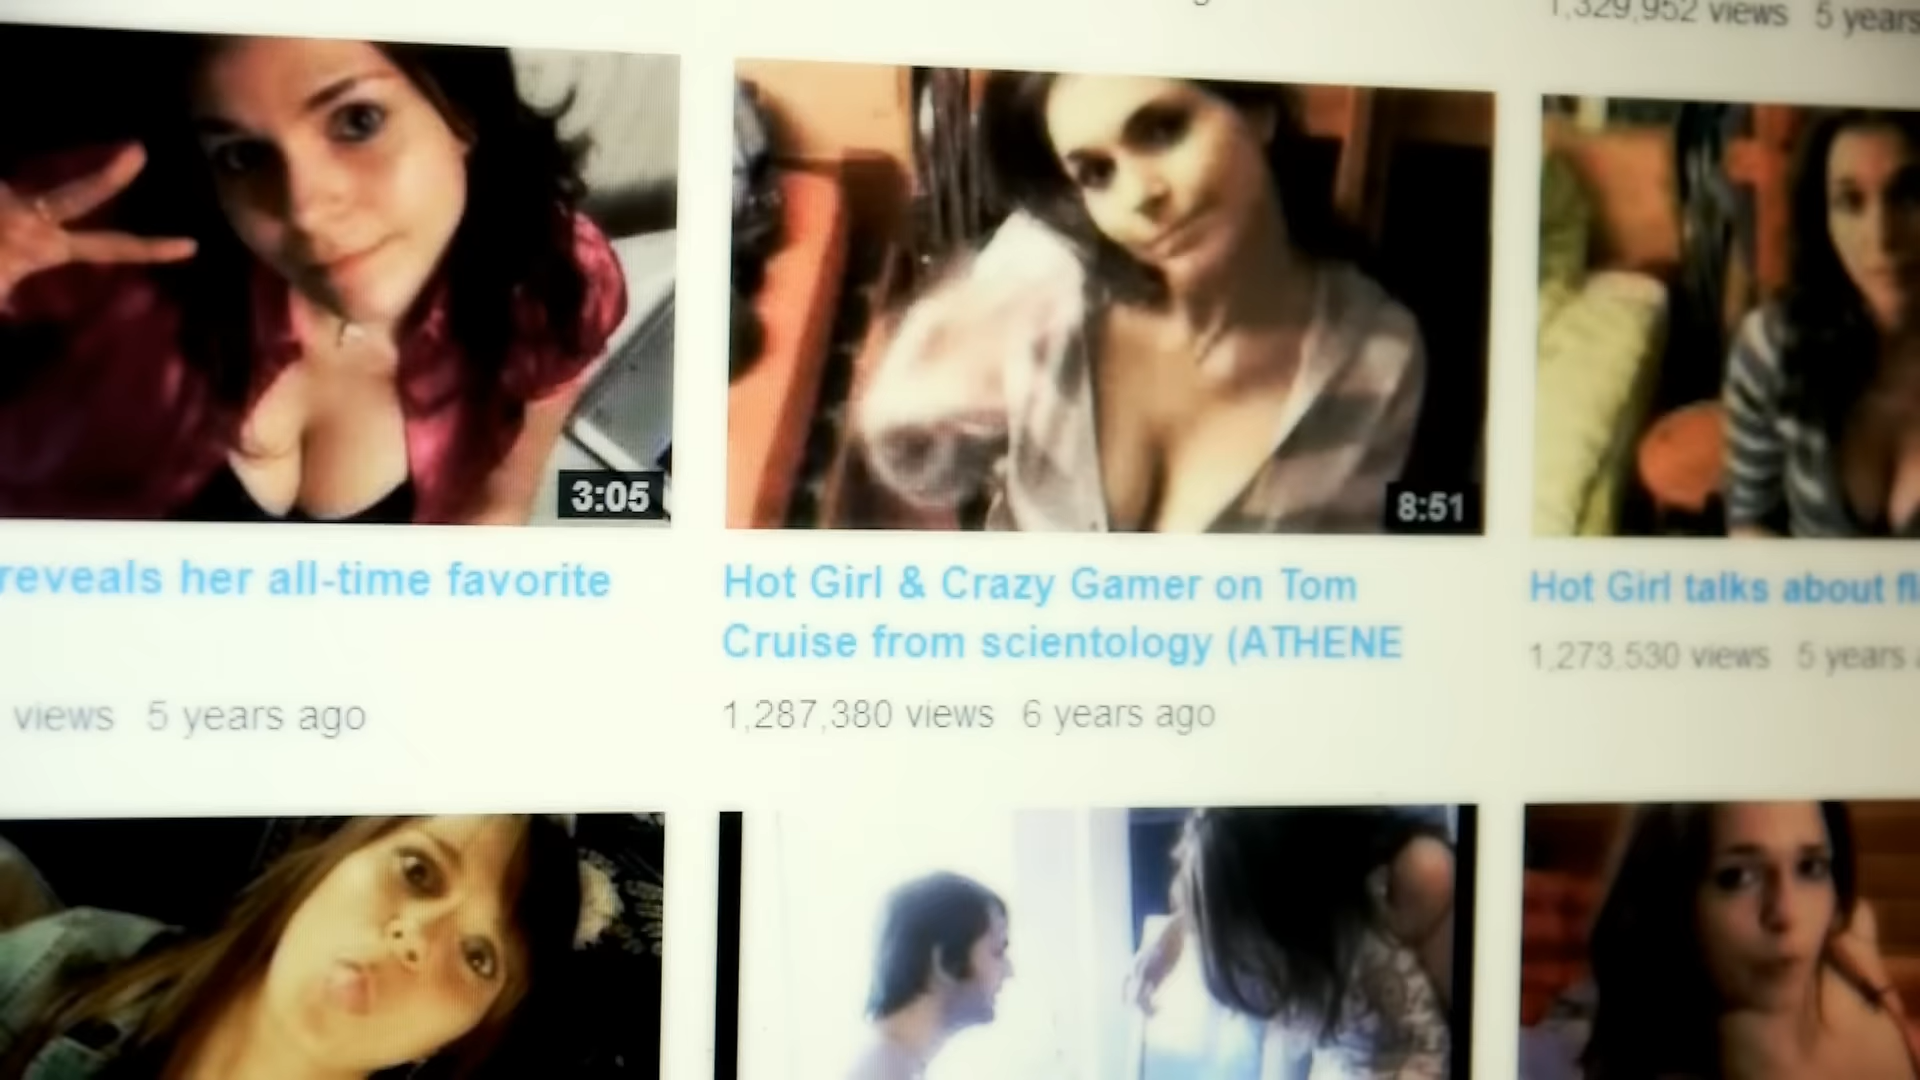 1,329,952 views 5 years
3:05
8:51
reveals her all-time favorite
Hot Girl & Crazy Gamer on Tom
Cruise from scientology (ATHENE
Hot Girl talks about fl
views 5 years ago
1,287,380 views 6 years ago
1,273,530 views 5 years